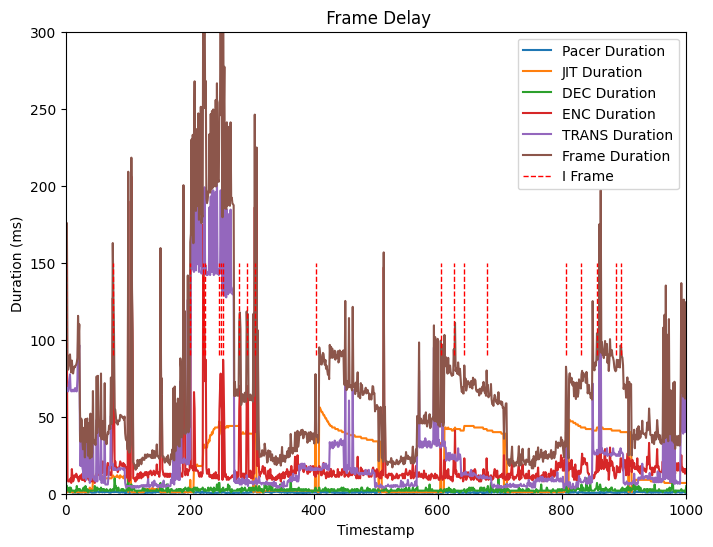 Frame Delay
300
250
200
150
100
50
0
Duration (ms)
Pacer Duration
JIT Duration
DEC Duration
ENC Duration
TRANS Duration
Frame Duration
I Frame
0 200 400 600 800 1000
Timestamp